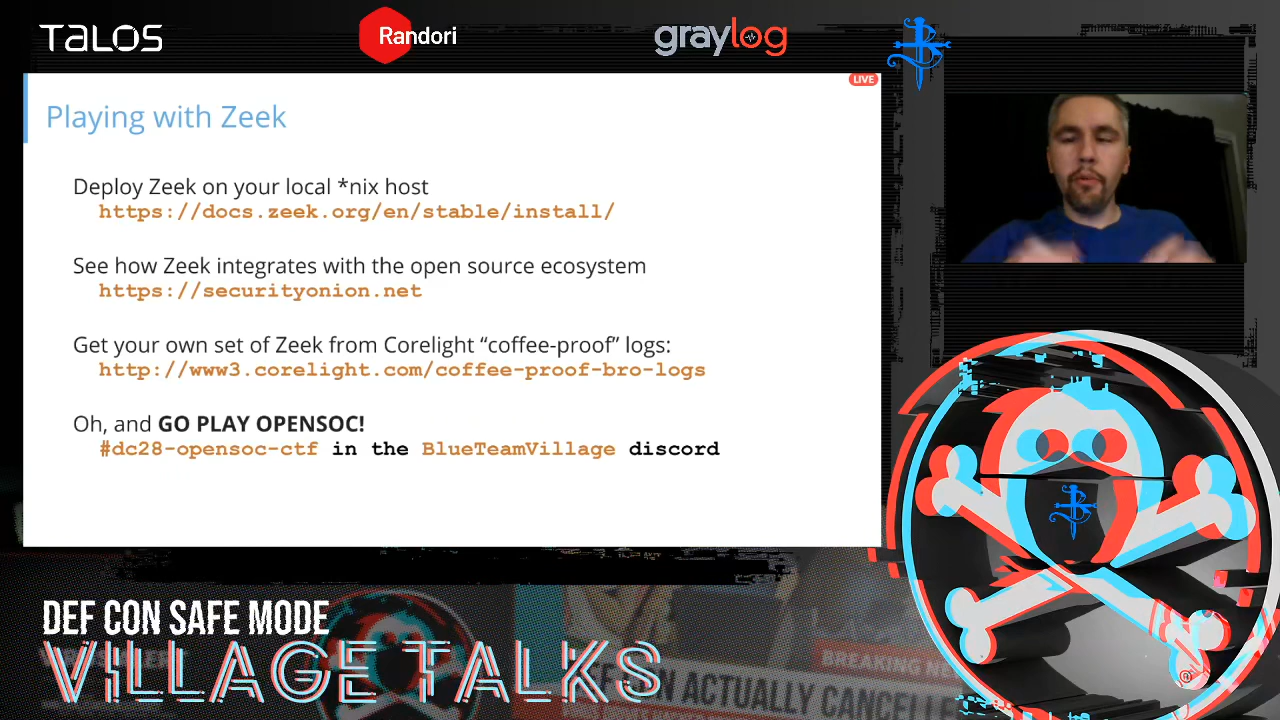 TALOS
Randori
graylog
LIVE
Playing with Zeek
Deploy Zeek on your local *nix host
https://docs.zeek.org/en/stable/install/
See how Zeek integrates with the open source ecosystem
https://securityonion.net
Get your own set of Zeek from Corelight “coffee-proof” logs:
http://www3.corelight.com/coffee-proof-bro-logs
Oh, and GO PLAY OPENSOC!
#dc28-opensoc-ctf in the BlueTeamVillage discord
DEF CON SAFE MODE
VILLAGE TALKS
BREAKING
CON ACTUALLY